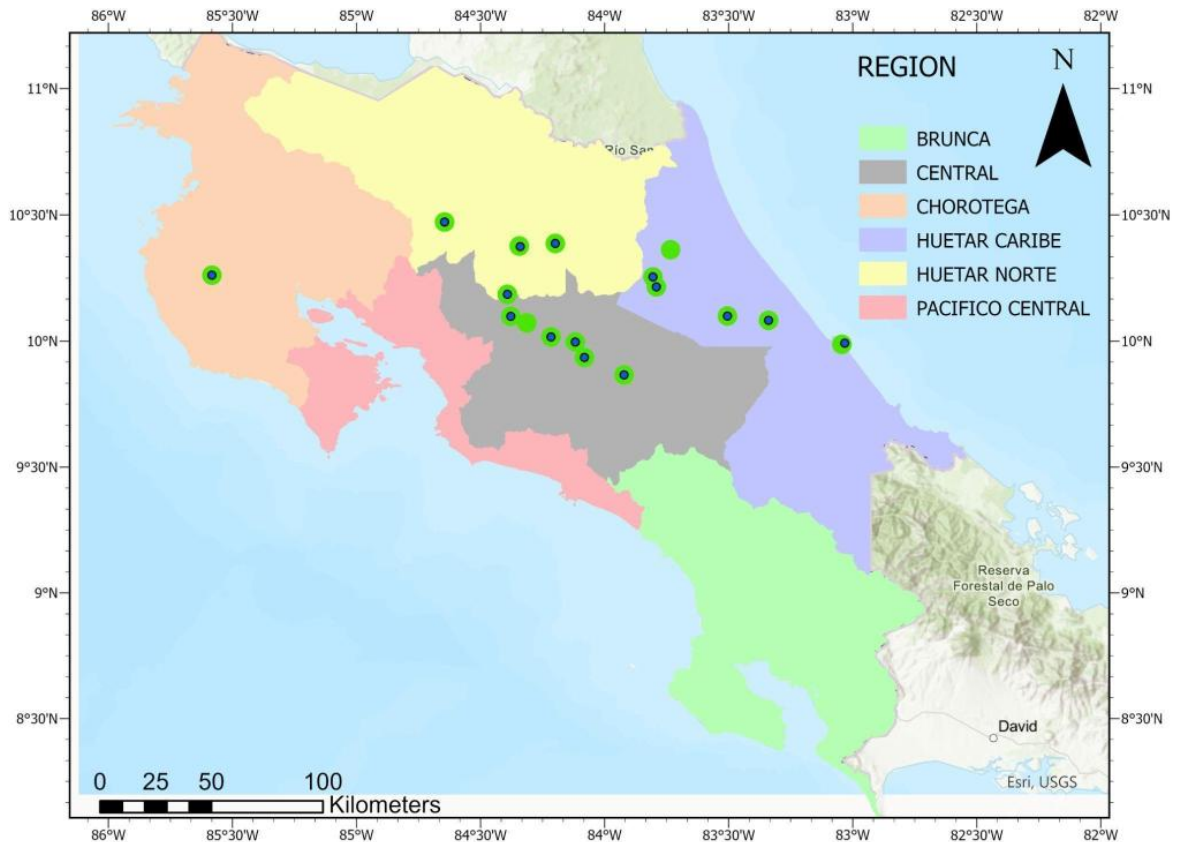 86°W 85°30'W 85°W 84°30'W 84°W 83°30'W 83°W 82°30'W 82°W
REGION
N
BRUNCA
CENTRAL
CHOROTEGA
HUETAR CARIBE
HUETAR NORTE
PACIFICO CENTRAL
11°N 11°N
Río San
10°30'N 10°30'N
10°N 10°N
9°30'N 9°30'N
9°N 9°N
Reserva
Forestal de Palo
Seco
8°30'N 8°30'N
David
Esri, USGS
0 25 50 100
Kilometers
86°W 85°30'W 85°W 84°30'W 84°W 83°30'W 83°W 82°30'W 82°W